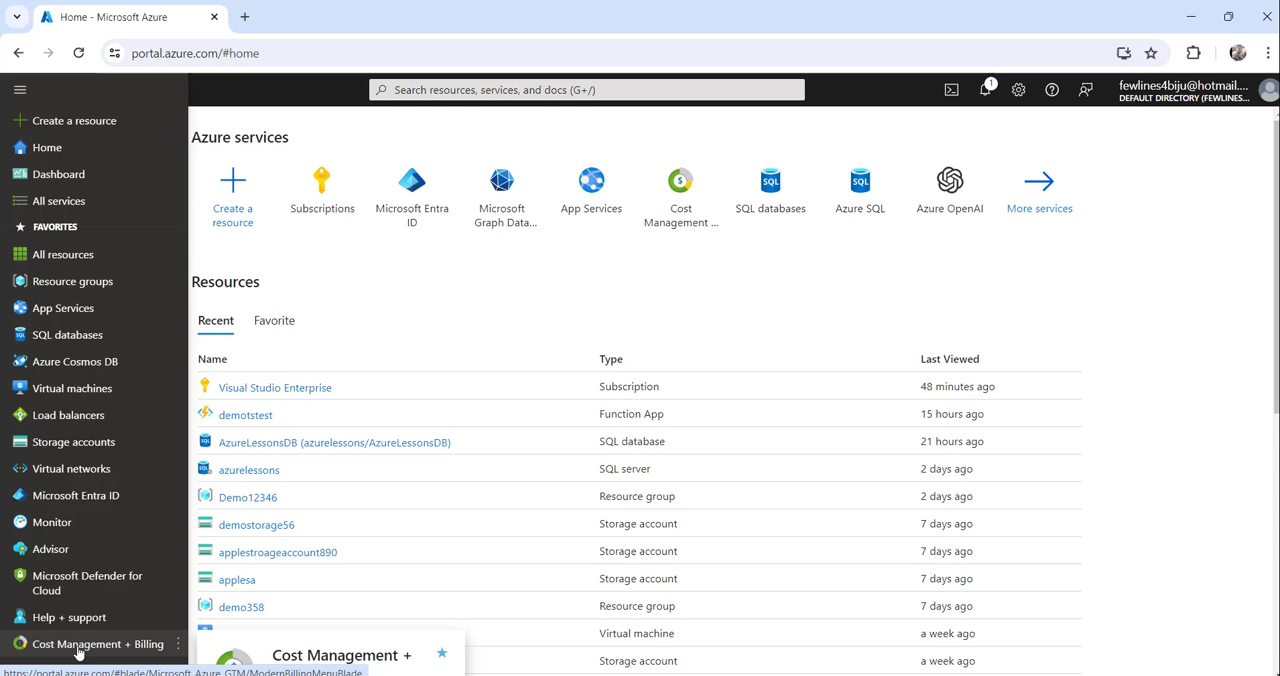 Home - Microsoft Azure
portal.azure.com/#home
Search resources, services, and docs (G+/)
1
fewlines4biju@hotmail....
DEFAULT DIRECTORY (FEWLINES...
Create a resource
Home
Dashboard
All services
FAVORITES
All resources
Resource groups
App Services
SQL databases
Azure Cosmos DB
Virtual machines
Load balancers
Storage accounts
Virtual networks
Microsoft Entra ID
Monitor
Advisor
Microsoft Defender for
Cloud
Help + support
Cost Management + Billing
Azure services
Create a
resource
Subscriptions
Microsoft Entra
ID
Microsoft
Graph Data...
App Services
Cost
Management ...
SQL
SQL databases
SQL
Azure SQL
Azure OpenAI
More services
Resources
Recent Favorite
Name Type Last Viewed
Visual Studio Enterprise Subscription 48 minutes ago
demotstest Function App 15 hours ago
AzureLessonsDB (azurelessons/AzureLessonsDB) SQL database 21 hours ago
azurelessons SQL server 2 days ago
Demo12346 Resource group 2 days ago
demostorage56 Storage account 7 days ago
applestroageaccount890 Storage account 7 days ago
applesa Storage account 7 days ago
demo358 Resource group 7 days ago
Virtual machine a week ago
Storage account a week ago
Cost Management +
https://portal.azure.com/#blade/Microsoft_Azure_GTM/ModernBillingMenuBlade